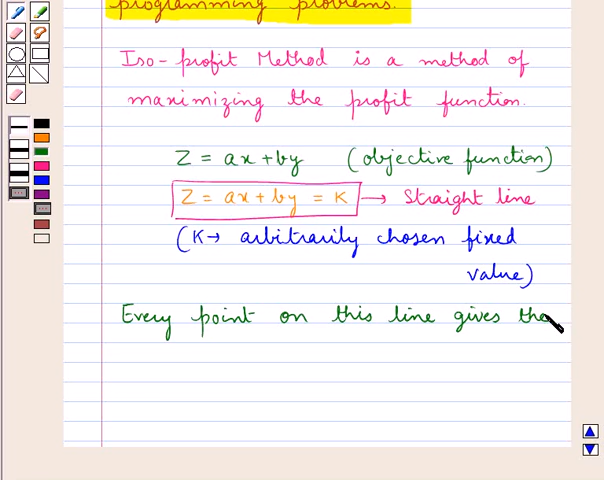 programming problems.
Iso-profit Method is a method of
maximizing the profit function.
Z = ax + by (objective function)
Z = ax + by = K → Straight line
(K → arbitrarily chosen fixed
value)
Every point on this line gives the